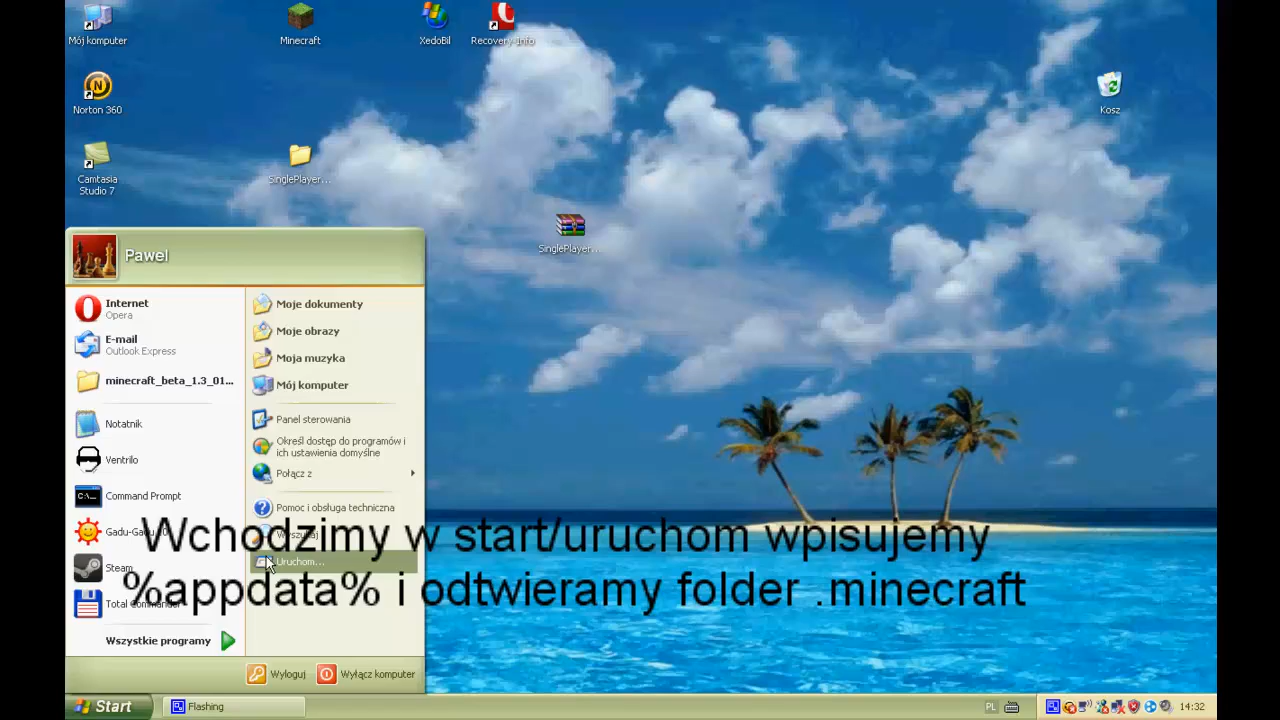 Mój komputer
Minecraft
XedoBil
Recovery-Info
Norton 360
Kosz
Camtasia
Studio 7
SinglePlayer...
SinglePlayer...
Pawel
Internet
Opera
E-mail
Outlook Express
minecraft_beta_1.3_01...
Notatnik
Ventrilo
Command Prompt
Gadu-Gadu 10
Steam
Total Commander
Wszystkie programy
Moje dokumenty
Moje obrazy
Moja muzyka
Mój komputer
Panel sterowania
Określ dostęp do programów i
ich ustawienia domyślne
Połącz z
Pomoc i obsługa techniczna
Wyszukaj
Uruchom...
Wchodzimy w start/uruchom wpisujemy
%appdata% i odtwieramy folder .minecraft
Wyloguj
Wyłącz komputer
Start
Flashing
PL
14:32